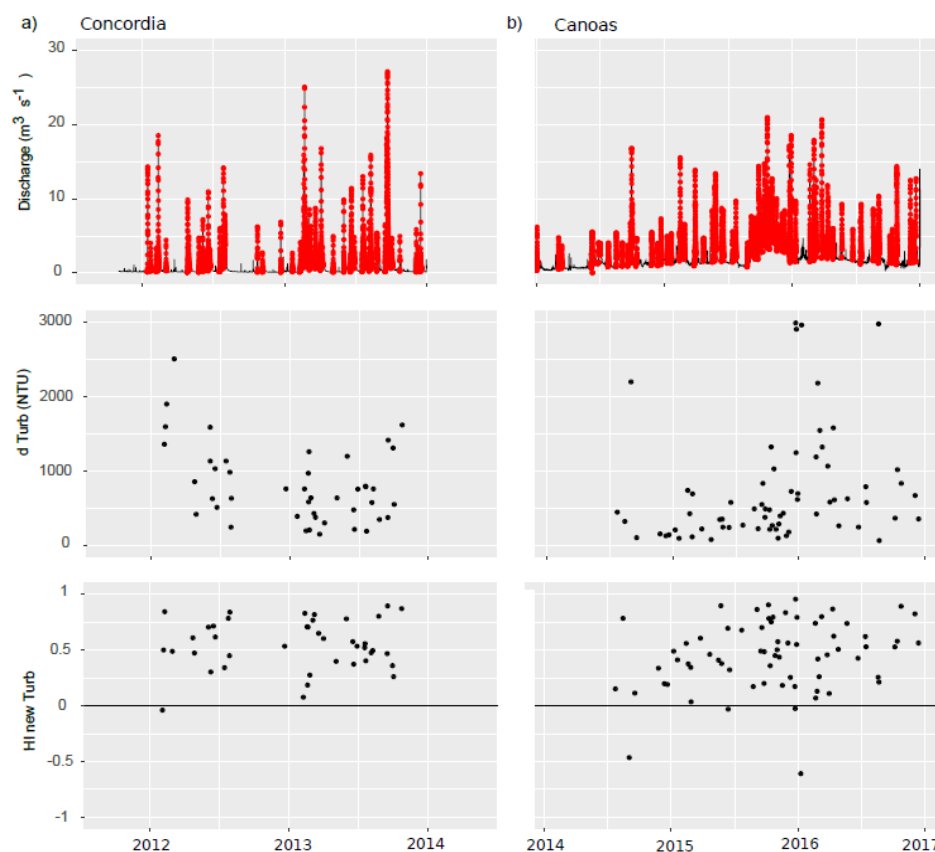 a) Concordia b) Canoas
Discharge (m³ s⁻¹ )
30
20
10
0
d Turb (NTU)
3000
2000
1000
0
HI new Turb
1
0.5
0
-0.5
-1
2012 2013 2014 2014 2015 2016 2017